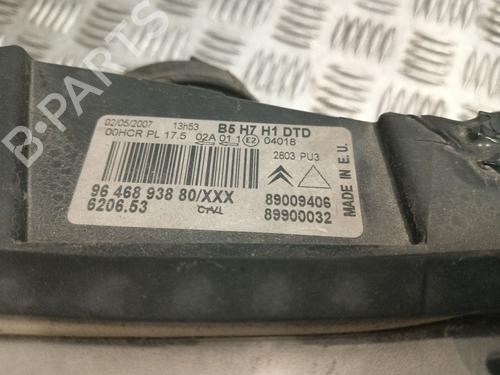 02/05/2007 13h53 B5 H7 H1 DTD
00HCR PL 17.5 02A 01 1 E2 04018
2803 PU3
96 468 938 80/XXX 89009406
6206.53 89900032
MADE IN E.U.